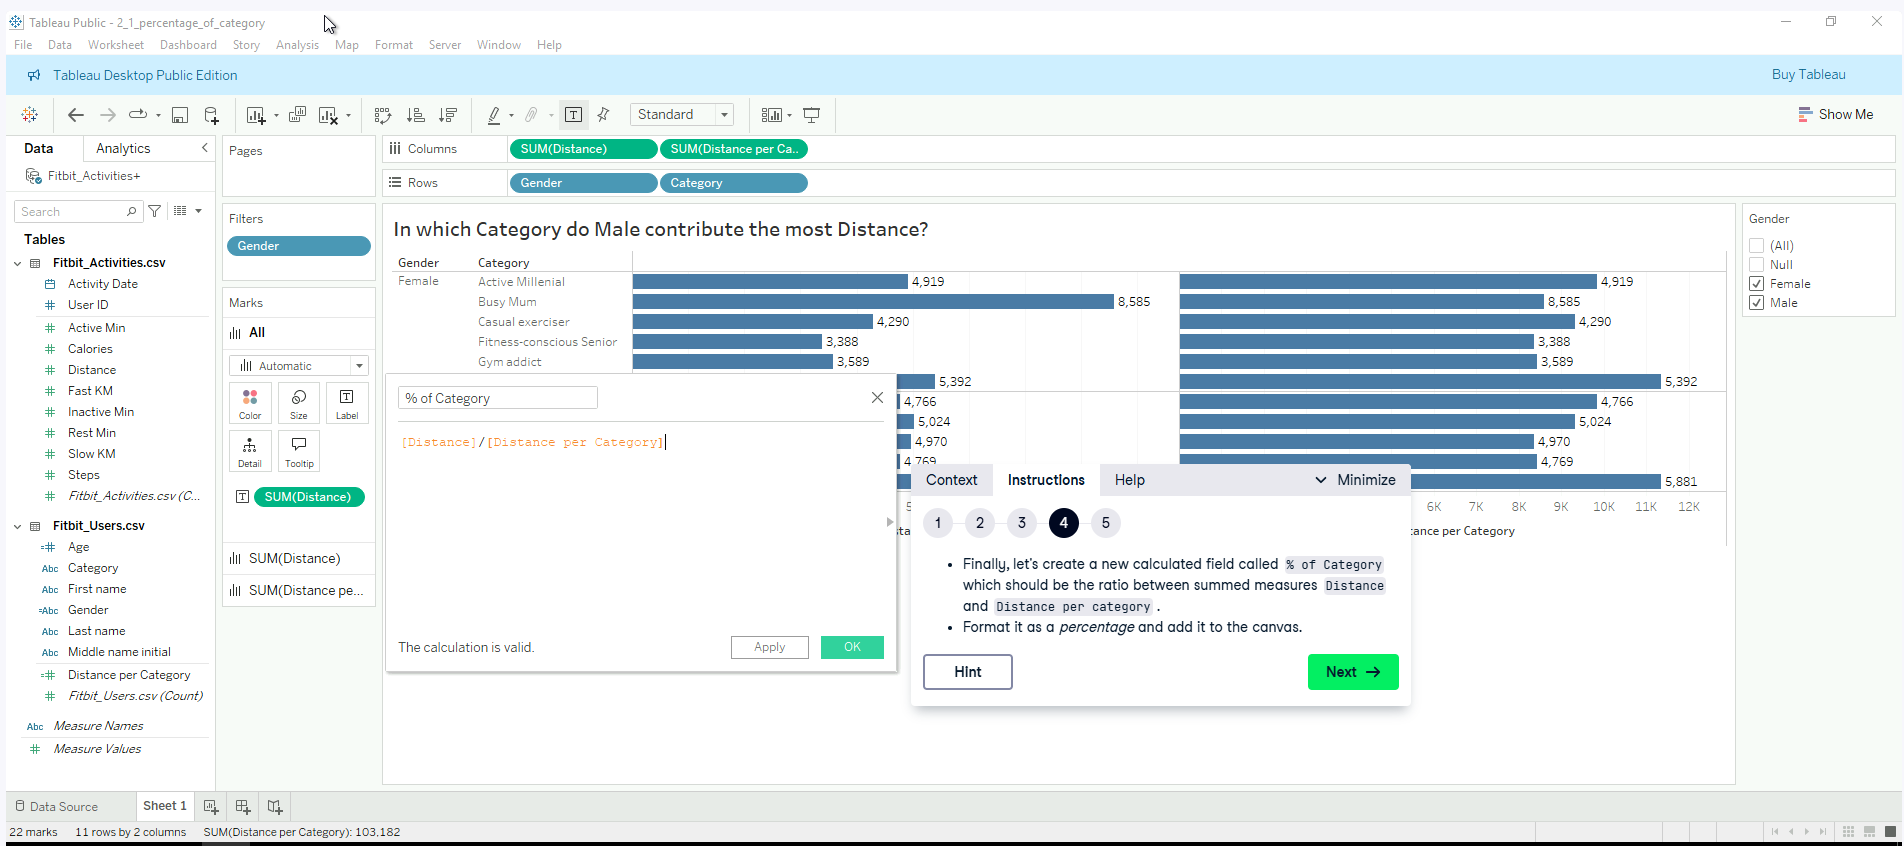 Tableau Public - 2_1_percentage_of_category
File Data Worksheet Dashboard Story Analysis Map Format Server Window Help
Tableau Desktop Public Edition
Buy Tableau
Standard
Show Me
Data Analytics
Fitbit_Activities+
Search
Tables
Fitbit_Activities.csv
Activity Date
User ID
Active Min
Calories
Distance
Fast KM
Inactive Min
Rest Min
Slow KM
Steps
Fitbit_Activities.csv (C...
Fitbit_Users.csv
Age
Abc Category
Abc First name
=Abc Gender
Abc Last name
Abc Middle name initial
Distance per Category
Fitbit_Users.csv (Count)
Abc Measure Names
Measure Values
Pages
Filters
Gender
Marks
All
Automatic
Color Size Label
Detail Tooltip
SUM(Distance)
SUM(Distance)
SUM(Distance pe...
Columns SUM(Distance) SUM(Distance per Ca..
Rows Gender Category
In which Category do Male contribute the most Distance?
Gender Category
Female Active Millenial 4,919 4,919
Busy Mum 8,585 8,585
Casual exerciser 4,290 4,290
Fitness-conscious Senior 3,388 3,388
Gym addict 3,589 3,589
5,392 5,392
4,766 4,766
5,024 5,024
4,970 4,970
4,769 4,769
5,881
6K 7K 8K 9K 10K 11K 12K
tance per Category
% of Category
[Distance]/[Distance per Category]
The calculation is valid.
Apply OK
Context Instructions Help Minimize
1 2 3 4 5
• Finally, let's create a new calculated field called % of Category
which should be the ratio between summed measures Distance
and Distance per category .
• Format it as a percentage and add it to the canvas.
Hint Next
Gender
(All)
Null
Female
Male
Data Source Sheet 1
22 marks 11 rows by 2 columns SUM(Distance per Category): 103,182